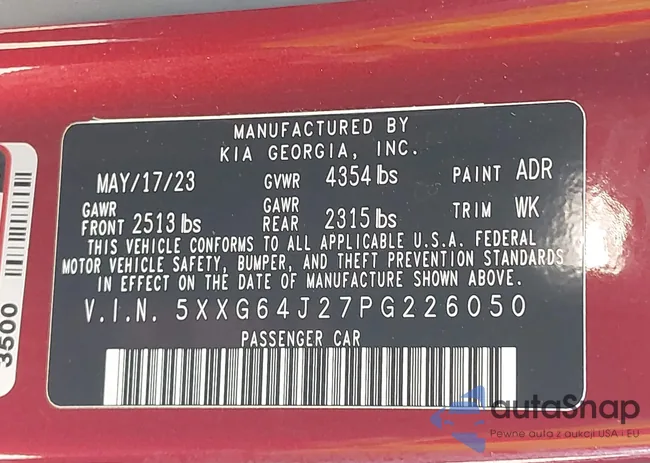 MANUFACTURED BY
KIA GEORGIA, INC.
MAY/17/23 GVWR 4354 lbs PAINT ADR
GAWR FRONT 2513 lbs GAWR REAR 2315 lbs TRIM WK
THIS VEHICLE CONFORMS TO ALL APPLICABLE U.S.A. FEDERAL
MOTOR VEHICLE SAFETY, BUMPER, AND THEFT PREVENTION STANDARDS
IN EFFECT ON THE DATE OF MANUFACTURE SHOWN ABOVE.
V.I.N. 5XXG64J27PG226050
PASSENGER CAR
3500
autaSnap
Pewne auta z aukcji USA i EU